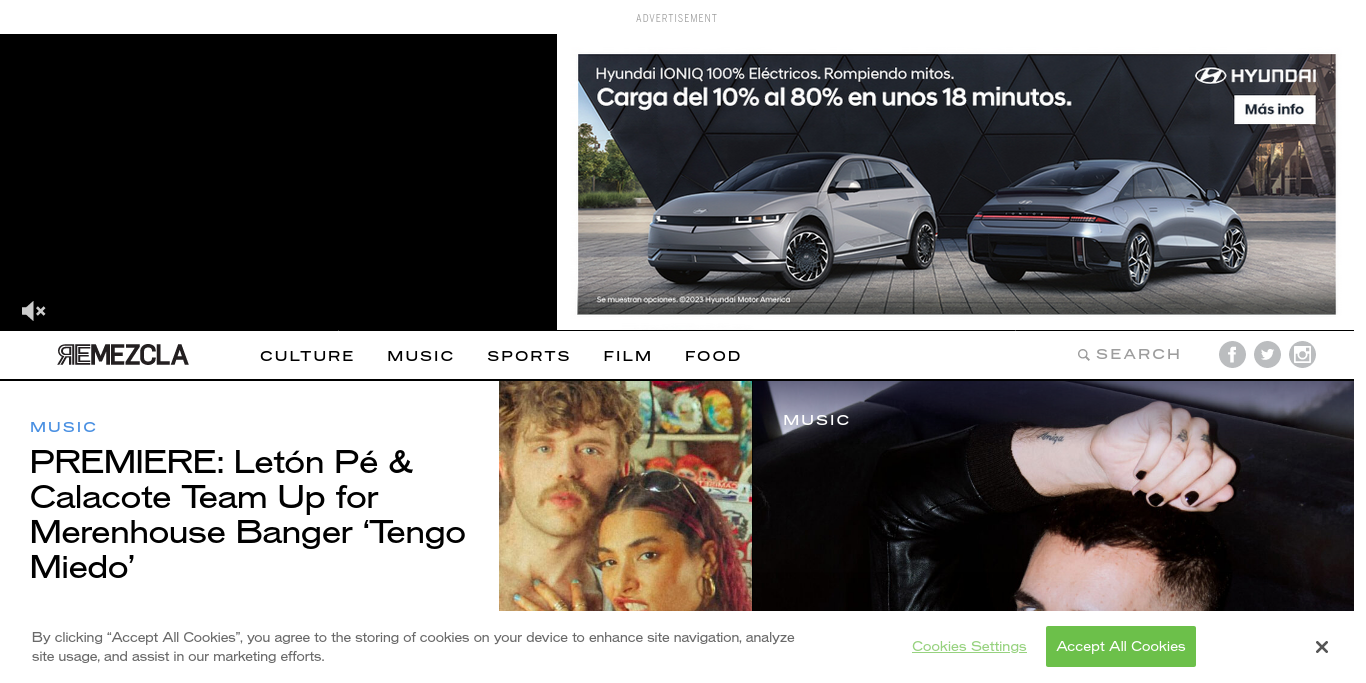 ADVERTISEMENT
Hyundai IONIQ 100% Eléctricos. Rompiendo mitos.
Carga del 10% al 80% en unos 18 minutos.
HYUNDAI
Más info
Se muestran opciones. ©2023 Hyundai Motor America
REMEZCLA
CULTURE MUSIC SPORTS FILM FOOD
SEARCH
MUSIC
PREMIERE: Letón Pé &
Calacote Team Up for
Merenhouse Banger ‘Tengo
Miedo’
MUSIC
By clicking “Accept All Cookies”, you agree to the storing of cookies on your device to enhance site navigation, analyze
site usage, and assist in our marketing efforts.
Cookies Settings
Accept All Cookies